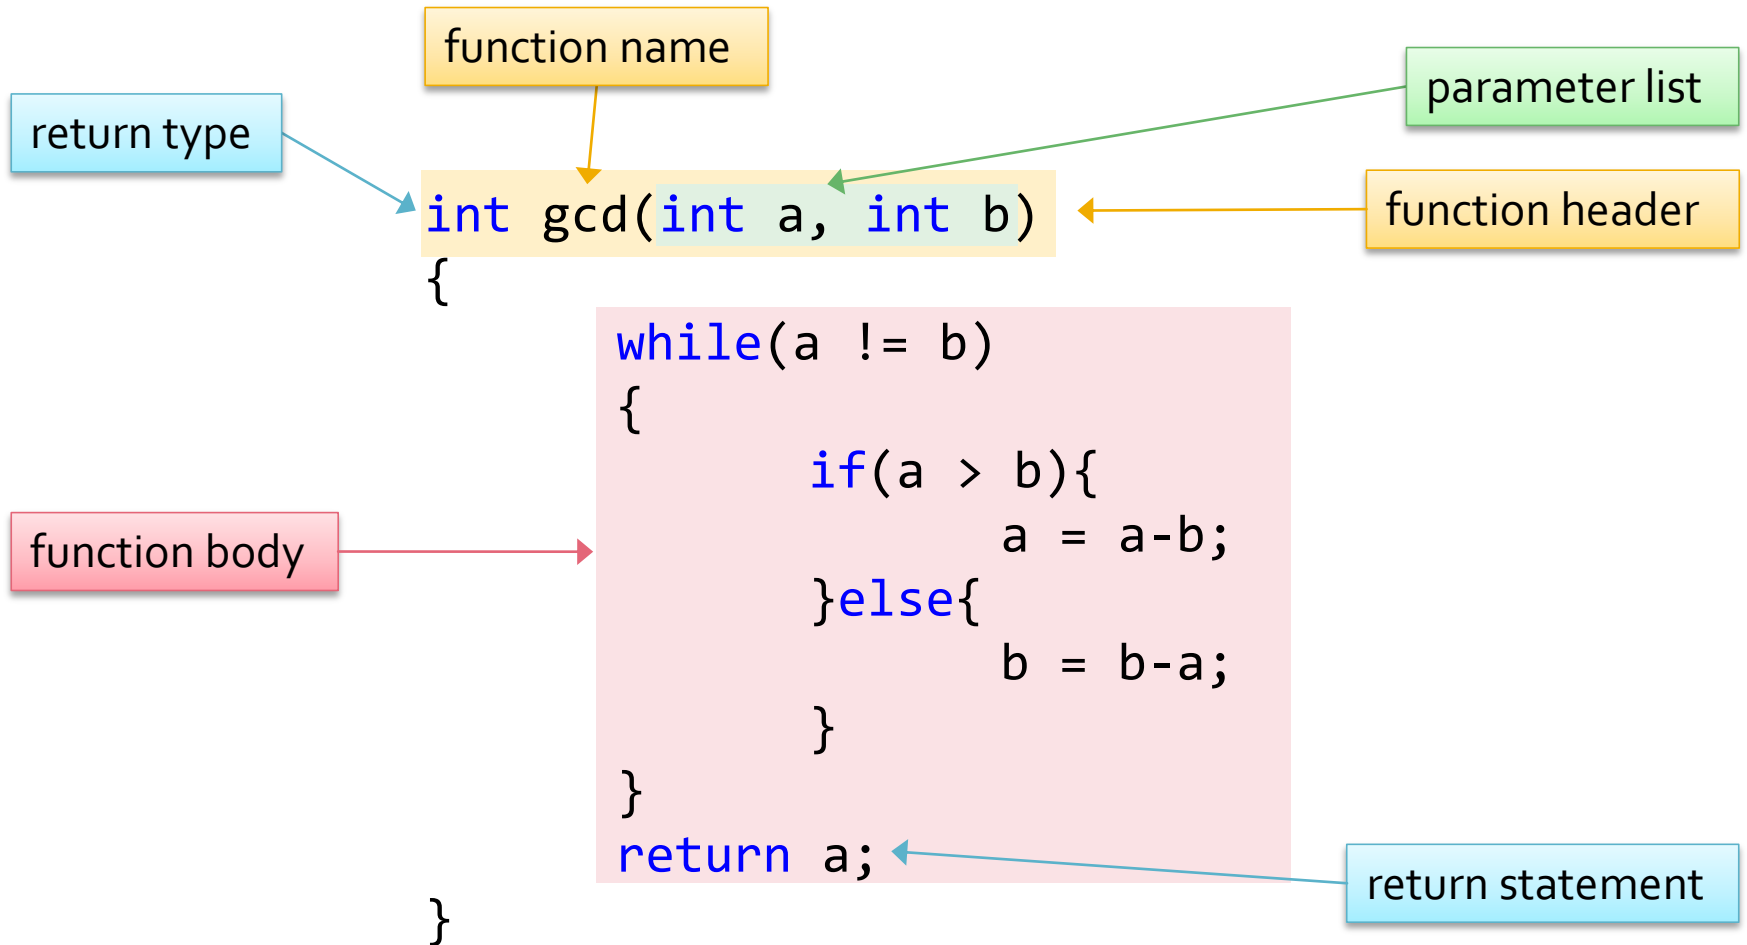 function name
parameter list
return type
int gcd(int a, int b)
function header
{
while(a != b)
{
if(a > b){
a = a-b;
function body
}else{
b = b-a;
}
}
return a;
return statement
}